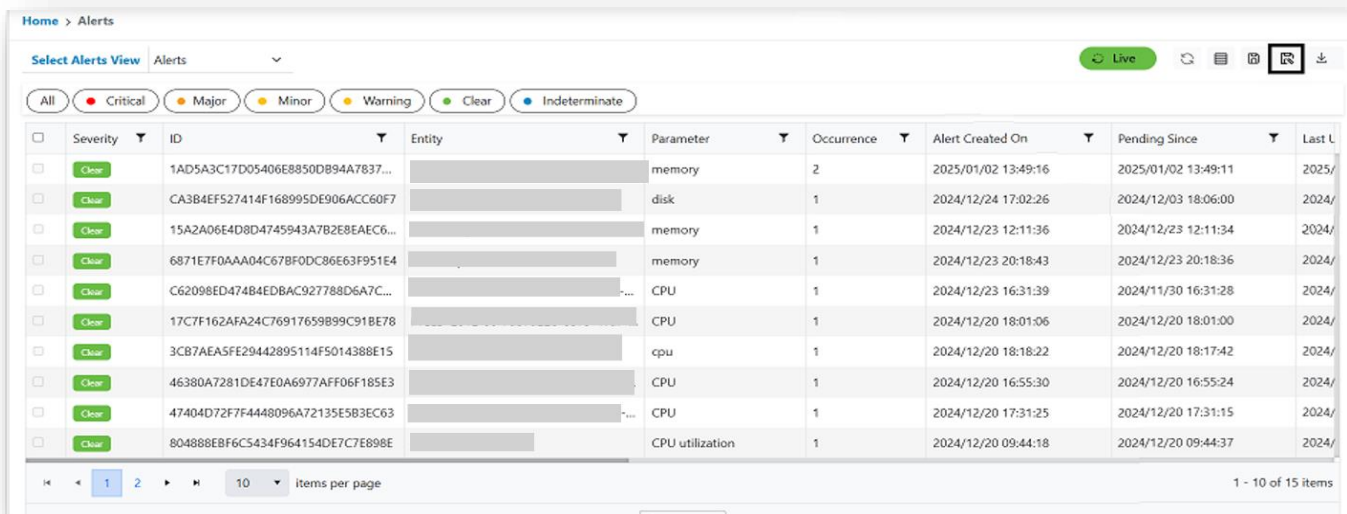 Home > Alerts
Select Alerts View Alerts Live
All Critical Major Minor Warning Clear Indeterminate
Severity ID Entity Parameter Occurrence Alert Created On Pending Since Last U
Clear 1AD5A3C17D05406E8850DB94A7837... memory 2 2025/01/02 13:49:16 2025/01/02 13:49:11 2025/
Clear CA3B4EF527414F168995DE906ACC60F7 disk 1 2024/12/24 17:02:26 2024/12/03 18:06:00 2024/
Clear 15A2A06E4D8D4745943A7B2E8EAEC6... memory 1 2024/12/23 12:11:36 2024/12/23 12:11:34 2024/
Clear 6871E7F0AAA04C67BF0DC86E63F951E4 memory 1 2024/12/23 20:18:43 2024/12/23 20:18:36 2024/
Clear C62098ED474B4EDBAC927788D6A7C... -... CPU 1 2024/12/23 16:31:39 2024/11/30 16:31:28 2024/
Clear 17C7F162AFA24C76917659B99C91BE78 CPU 1 2024/12/20 18:01:06 2024/12/20 18:01:00 2024/
Clear 3CB7AEA5FE29442895114F5014388E15 cpu 1 2024/12/20 18:18:22 2024/12/20 18:17:42 2024/
Clear 46380A7281DE47E0A6977AFF06F185E3 CPU 1 2024/12/20 16:55:30 2024/12/20 16:55:24 2024/
Clear 47404D72F7F4448096A72135E5B3EC63 -... CPU 1 2024/12/20 17:31:25 2024/12/20 17:31:15 2024/
Clear 804888EBF6C5434F964154DE7C7E898E CPU utilization 1 2024/12/20 09:44:18 2024/12/20 09:44:37 2024/
1 2 10 items per page 1 - 10 of 15 items